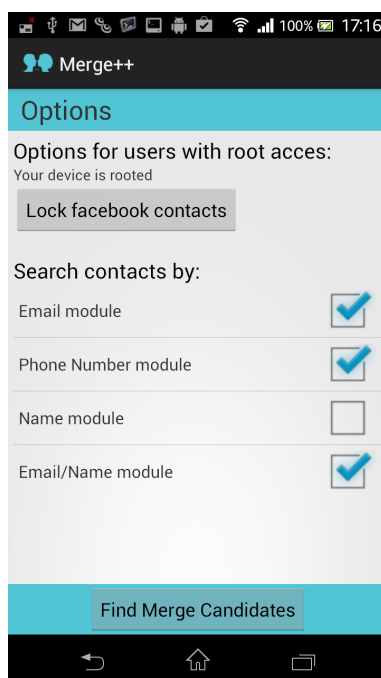 100% 17:16
Merge++
Options
Options for users with root acces:
Your device is rooted
Lock facebook contacts
Search contacts by:
Email module
Phone Number module
Name module
Email/Name module
Find Merge Candidates